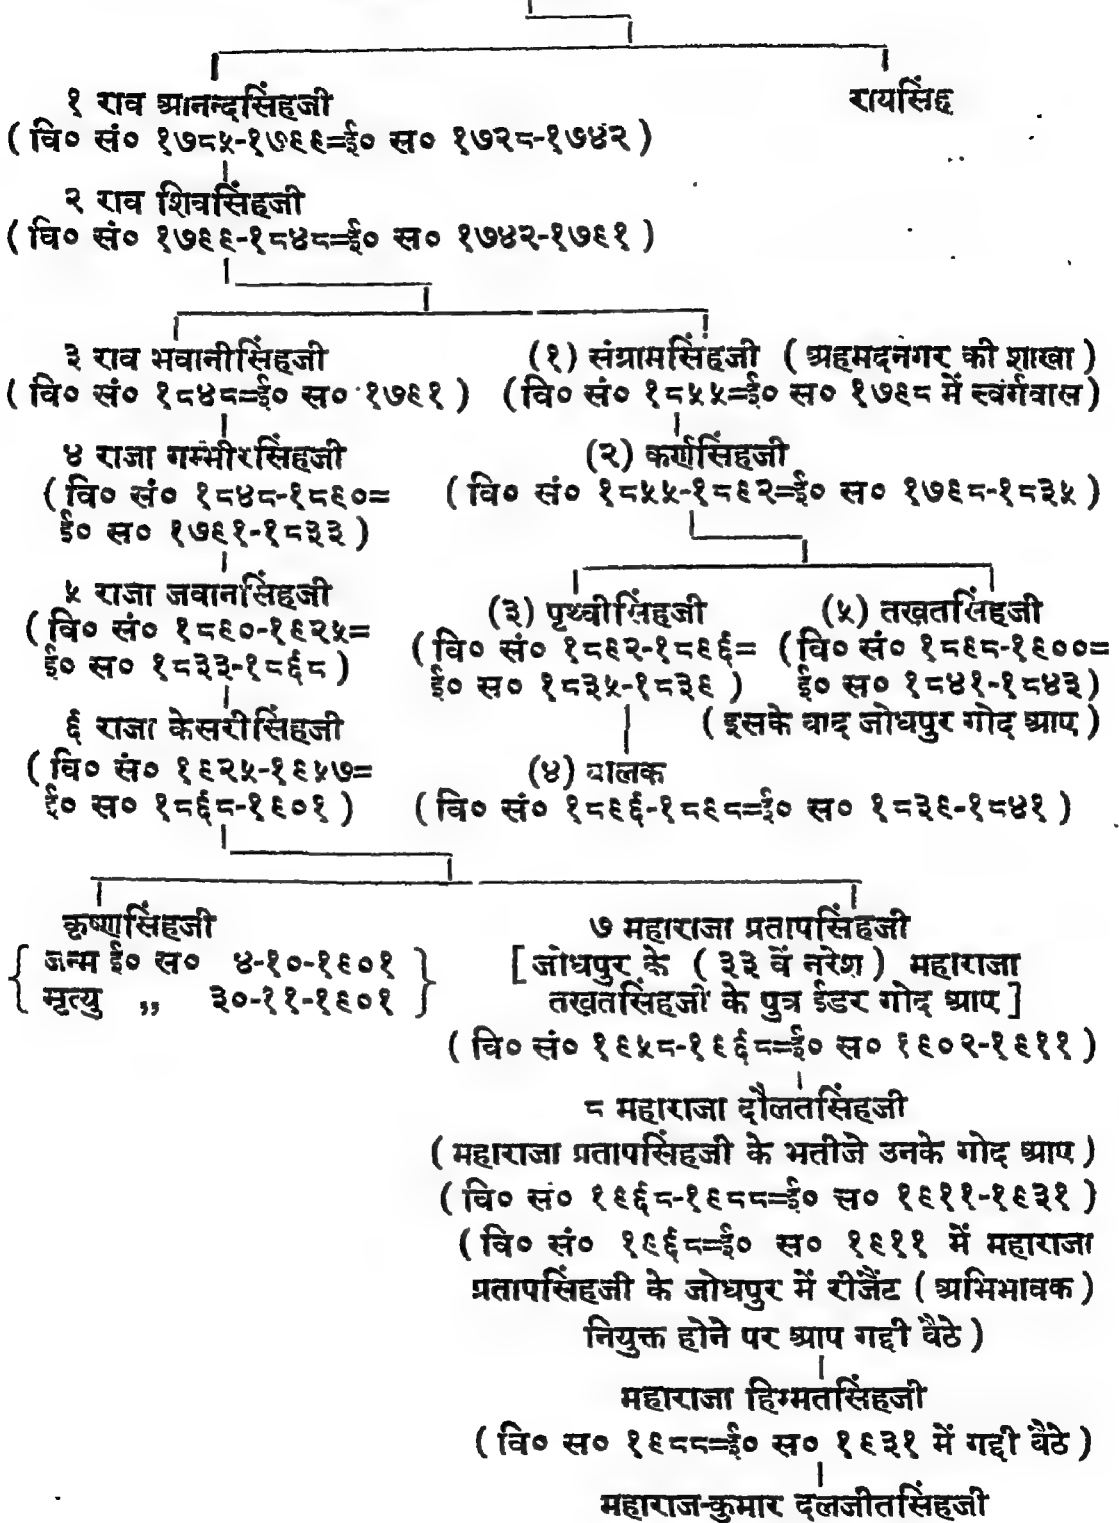 १ राव आनन्दसिंहजी
रायसिंह
( वि० सं० १७८५-१७९९=ई० स० १७२८-१७४२ )
२ राव शिवसिंहजी
( वि० सं० १७९९-१८४८=ई० स० १७४२-१७९१ )
३ राव भवानीसिंहजी
( वि० सं० १८४८=ई० स० १७९१ )
४ राजा गम्भीरसिंहजी
( वि० सं० १८४८-१८९०=
ई० स० १७९१-१८३३ )
५ राजा जवानसिंहजी
( वि० सं० १८९०-१९२५=
ई० स० १८३३-१८६८ )
६ राजा केसरीसिंहजी
( वि० सं० १९२५-१९५७=
ई० स० १८६८-१९०१ )
(१) संग्रामसिंहजी ( अहमदनगर की शाखा )
(वि० सं० १८५५=ई० स० १७९८ में स्वर्गवास )
(२) कर्णसिंहजी
( वि० सं० १८५५-१८९२=ई० स० १७९८-१८३५ )
(३) पृथ्वीसिंहजी
( वि० सं० १८९२-१८९६=
ई० स० १८३५-१८३९ )
(५) तखतसिंहजी
(वि० सं० १८९८-१९००=
ई० स० १८४१-१८४३)
( इसके बाद जोधपुर गोद आए )
(४) बालक
( वि० सं० १८९६-१८९८=ई० स० १८३९-१८४१ )
कृष्णसिंहजी
{ जन्म ई० स० ४-१०-१९०१ }
{ मृत्यु ,, ३०-११-१९०१ }
७ महाराजा प्रतापसिंहजी
[ जोधपुर के ( ३३ वें नरेश ) महाराजा
तखतसिंहजी के पुत्र ईडर गोद आए ]
( वि० सं० १९५८-१९६८=ई० स० १९०२-१९११ )
८ महाराजा दौलतसिंहजी
( महाराजा प्रतापसिंहजी के भतीजे उनके गोद आए )
( वि० सं० १९६८-१९८८=ई० स० १९११-१९३१ )
( वि० सं० १९६८=ई० स० १९११ में महाराजा
प्रतापसिंहजी के जोधपुर में रीजैंट ( अभिभावक )
नियुक्त होने पर आप गद्दी बैठे )
महाराजा हिम्मतसिंहजी
( वि० स० १९८८=ई० स० १९३१ में गद्दी बैठे )
महाराज-कुमार दलजीतसिंहजी